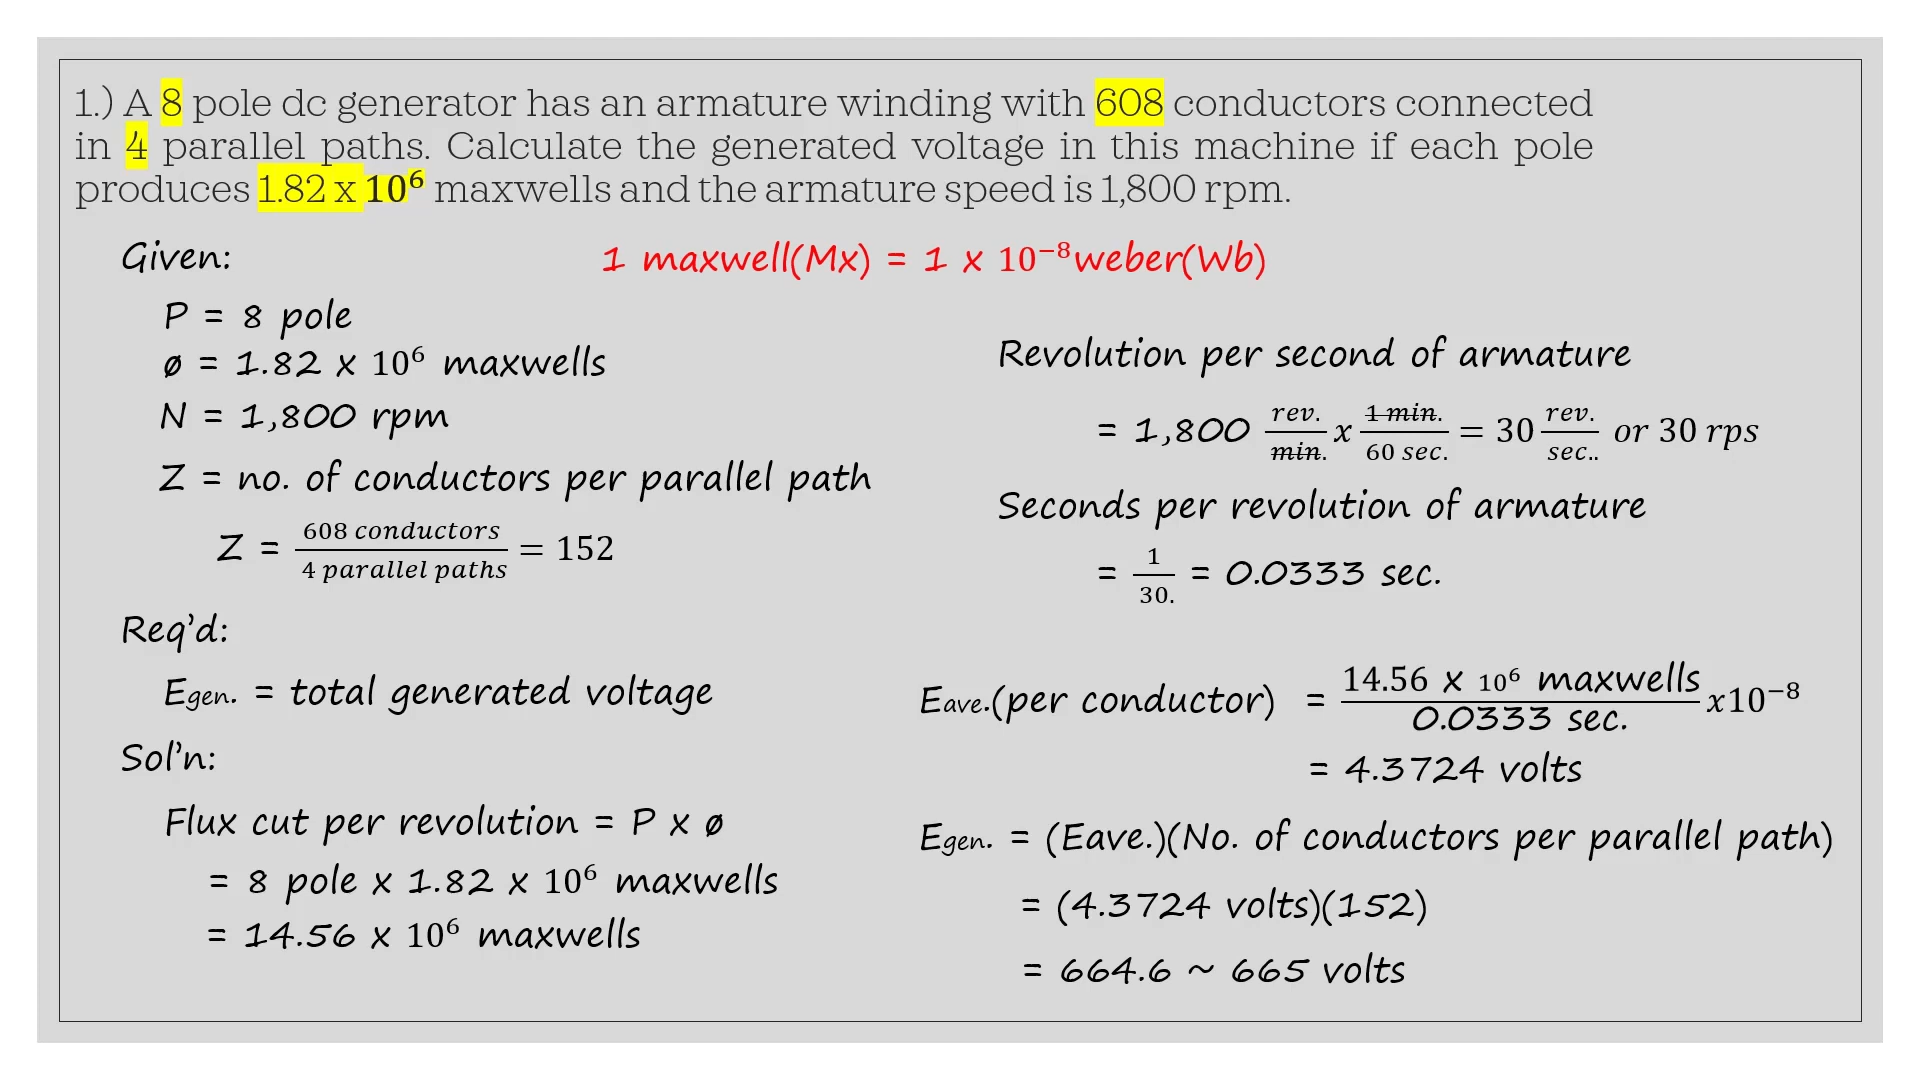 1.) A 8 pole dc generator has an armature winding with 608 conductors connected
in 4 parallel paths. Calculate the generated voltage in this machine if each pole
produces 1.82 x 10⁶ maxwells and the armature speed is 1,800 rpm.
Given:
1 maxwell(Mx) = 1 x 10⁻⁸weber(Wb)
P = 8 pole
ø = 1.82 x 10⁶ maxwells
N = 1,800 rpm
Z = no. of conductors per parallel path
Z = 608 conductors / 4 parallel paths = 152
Req’d:
Egen. = total generated voltage
Sol’n:
Flux cut per revolution = P x ø
= 8 pole x 1.82 x 10⁶ maxwells
= 14.56 x 10⁶ maxwells
Revolution per second of armature
= 1,800 rev. / min. x 1 min. / 60 sec. = 30 rev. / sec.. or 30 rps
Seconds per revolution of armature
= 1 / 30. = 0.0333 sec.
Eave.(per conductor) = 14.56 x 10⁶ maxwells / 0.0333 sec. x10⁻⁸
= 4.3724 volts
Egen. = (Eave.)(No. of conductors per parallel path)
= (4.3724 volts)(152)
= 664.6 ~ 665 volts